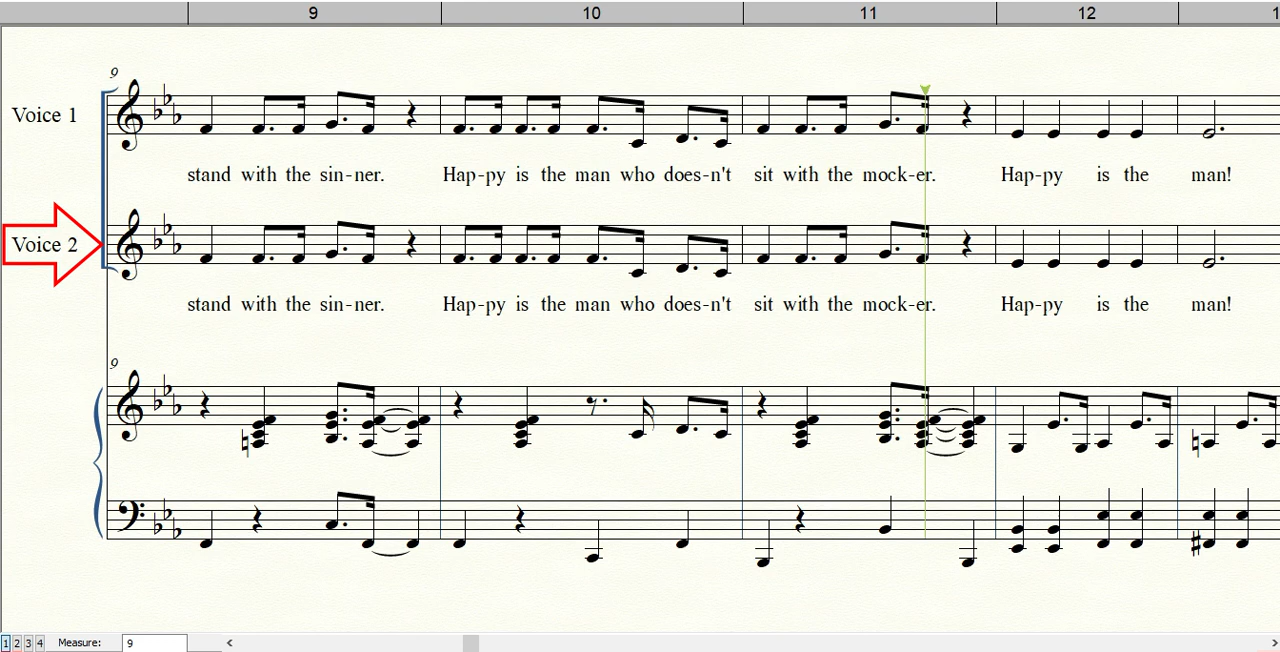 9 10 11 12 1
9
Voice 1
stand with the sin-ner. Hap-py is the man who does-n't sit with the mock-er. Hap-py is the man!
Voice 2
stand with the sin-ner. Hap-py is the man who does-n't sit with the mock-er. Hap-py is the man!
9
1 2 3 4 Measure: 9